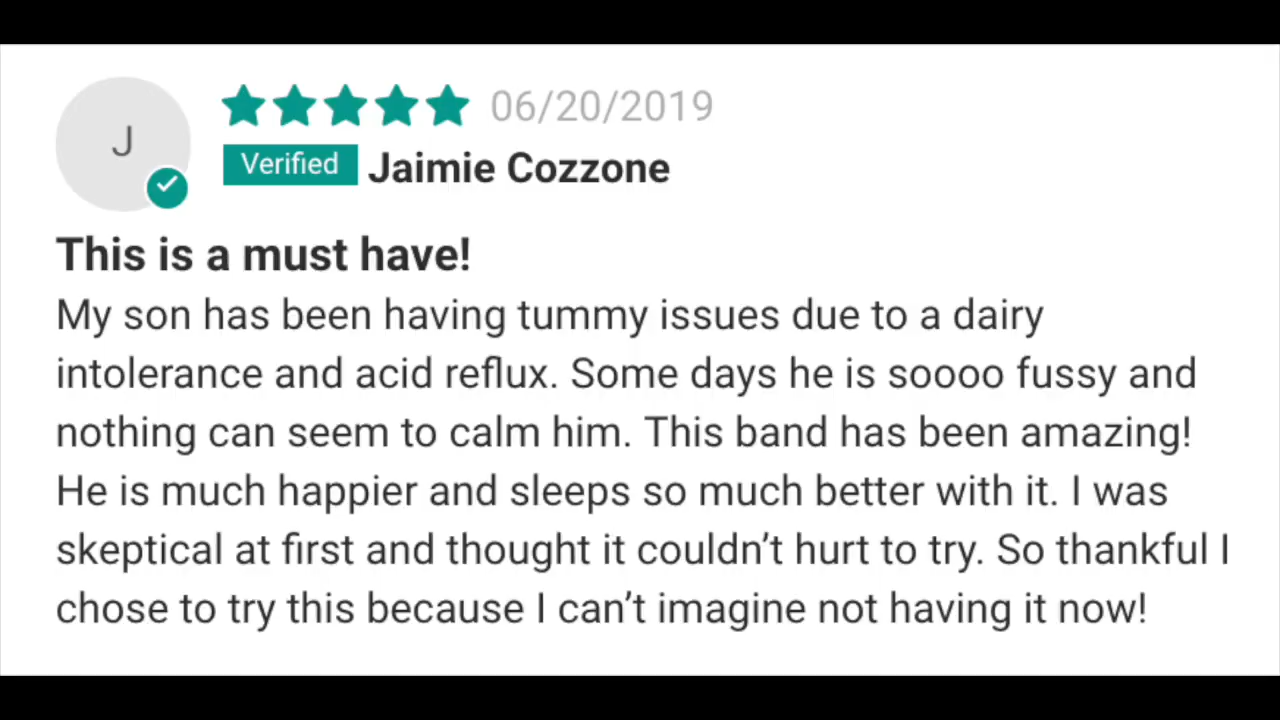 J
06/20/2019
Verified Jaimie Cozzone
This is a must have!
My son has been having tummy issues due to a dairy
intolerance and acid reflux. Some days he is soooo fussy and
nothing can seem to calm him. This band has been amazing!
He is much happier and sleeps so much better with it. I was
skeptical at first and thought it couldn’t hurt to try. So thankful I
chose to try this because I can’t imagine not having it now!